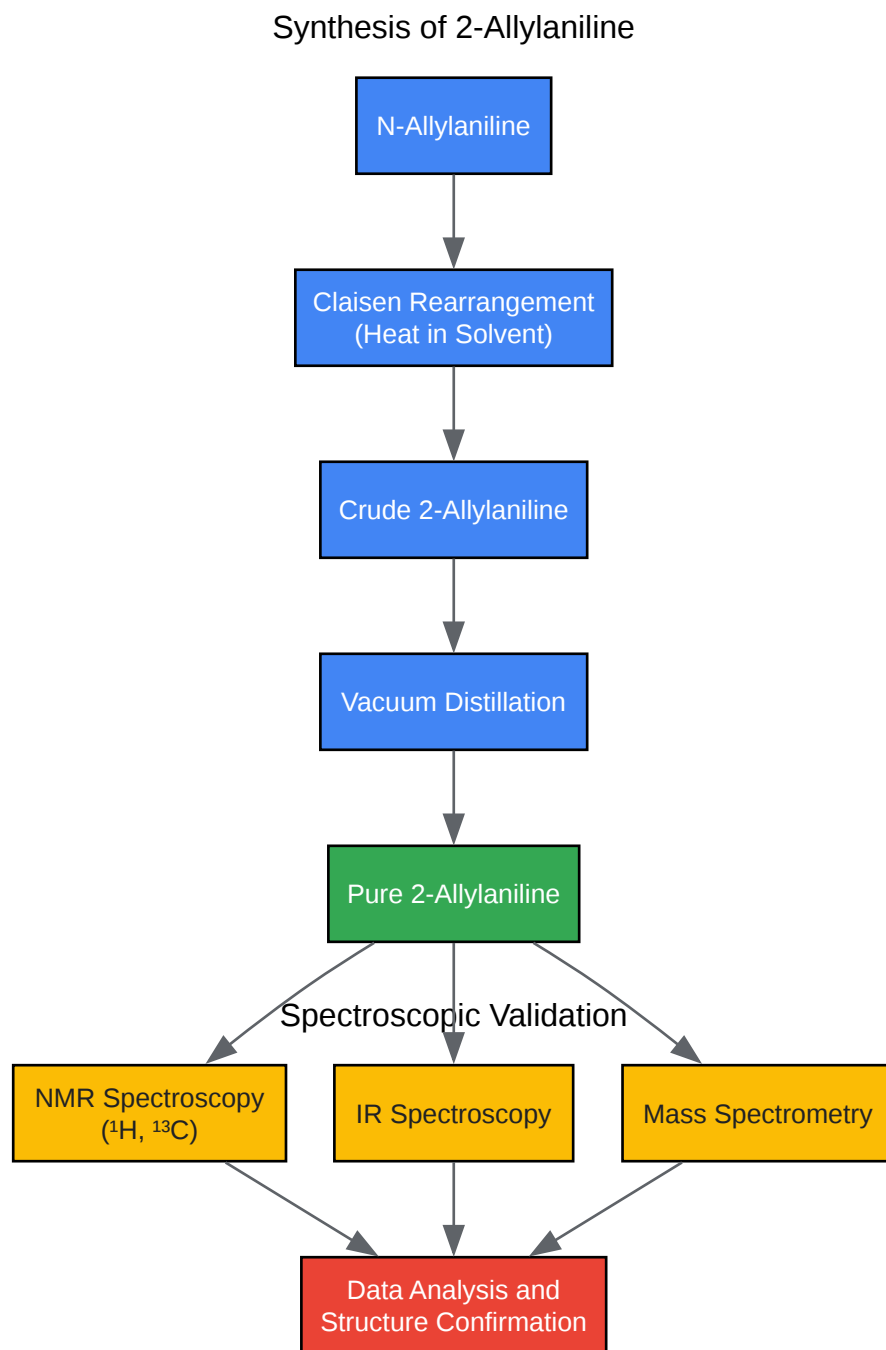 Synthesis of 2-Allylaniline
N-Allylaniline
Claisen Rearrangement
(Heat in Solvent)
Crude 2-Allylaniline
Vacuum Distillation
Pure 2-Allylaniline
Spectroscopic Validation
NMR Spectroscopy
(¹H, ¹³C)
IR Spectroscopy
Mass Spectrometry
Data Analysis and
Structure Confirmation